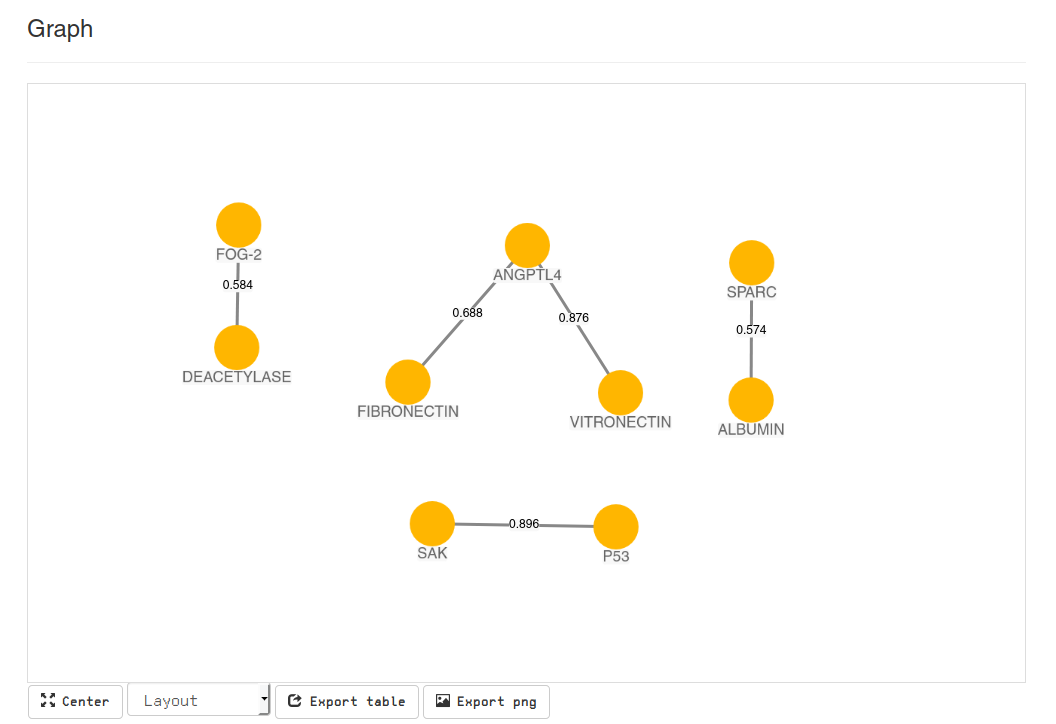 Graph
FOG-2
0.584
DEACETYLASE
ANGPTL4
0.688
0.876
FIBRONECTIN
VITRONECTIN
SPARC
0.574
ALBUMIN
SAK
0.896
P53
Center
Layout
Export table
Export png